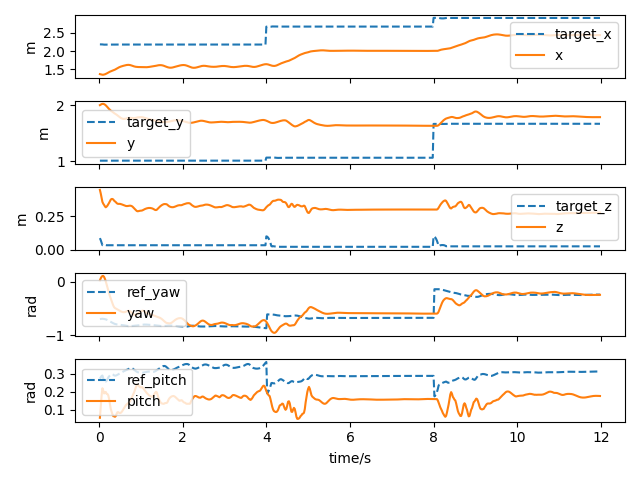 2.5
2.0
1.5
m
target_x
x
2
1
m
target_y
y
0.25
0.00
m
target_z
z
0
−1
rad
ref_yaw
yaw
0.3
0.2
0.1
rad
ref_pitch
pitch
0 2 4 6 8 10 12
time/s